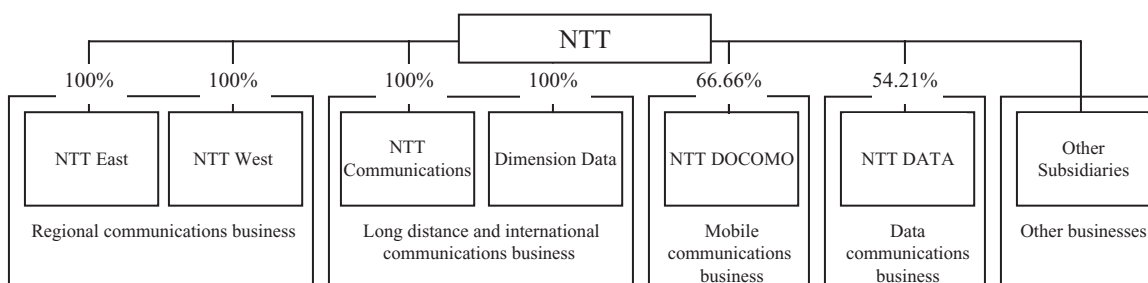 NTT
100%
100%
100%
100%
66.66%
54.21%
NTT East
NTT West
NTT
Communications
Dimension Data
NTT DOCOMO
NTT DATA
Other
Subsidiaries
Regional communications business
Long distance and international
communications business
Mobile
communications
business
Data
communications
business
Other businesses